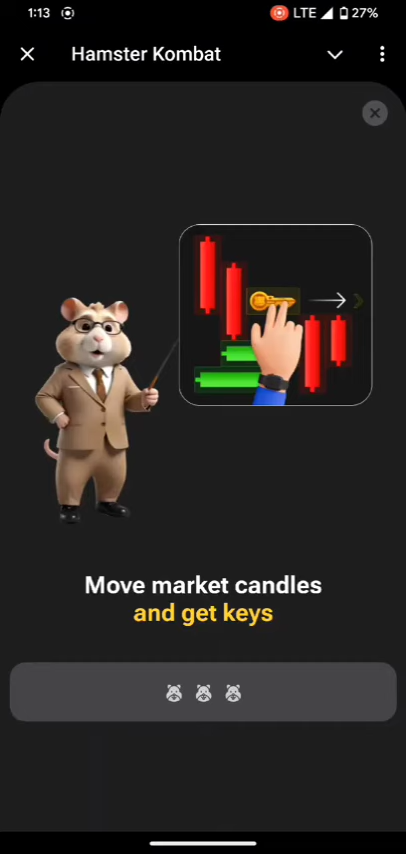 1:13
LTE
27%
Hamster Kombat
Move market candles
and get keys